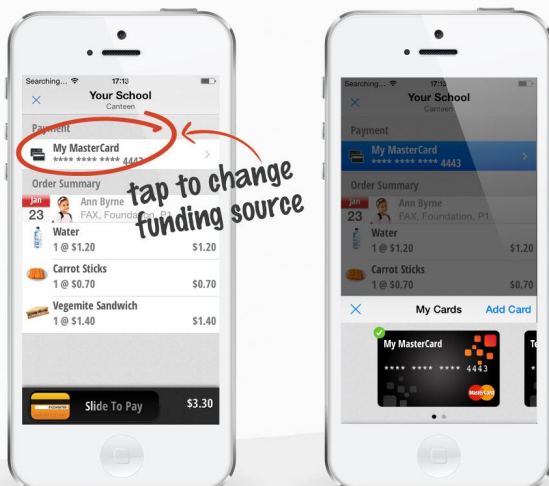 Searching... 17:13
Your School
Canteen
Payment
My MasterCard
**** **** **** 4443
Order Summary
Jan
23
Ann Byrne
FAX, Foundation, P1
Water
1 @ $1.20 $1.20
Carrot Sticks
1 @ $0.70 $0.70
Vegemite Sandwich
1 @ $1.40 $1.40
Slide To Pay $3.30
tap to change
funding source
Searching... 17:13
Your School
Canteen
Payment
My MasterCard
**** **** **** 4443
Order Summary
Jan
23
Ann Byrne
FAX, Foundation, P1
Water
1 @ $1.20 $1.20
Carrot Sticks
1 @ $0.70 $0.70
My Cards Add Card
My MasterCard
**** **** **** 4443
MasterCard